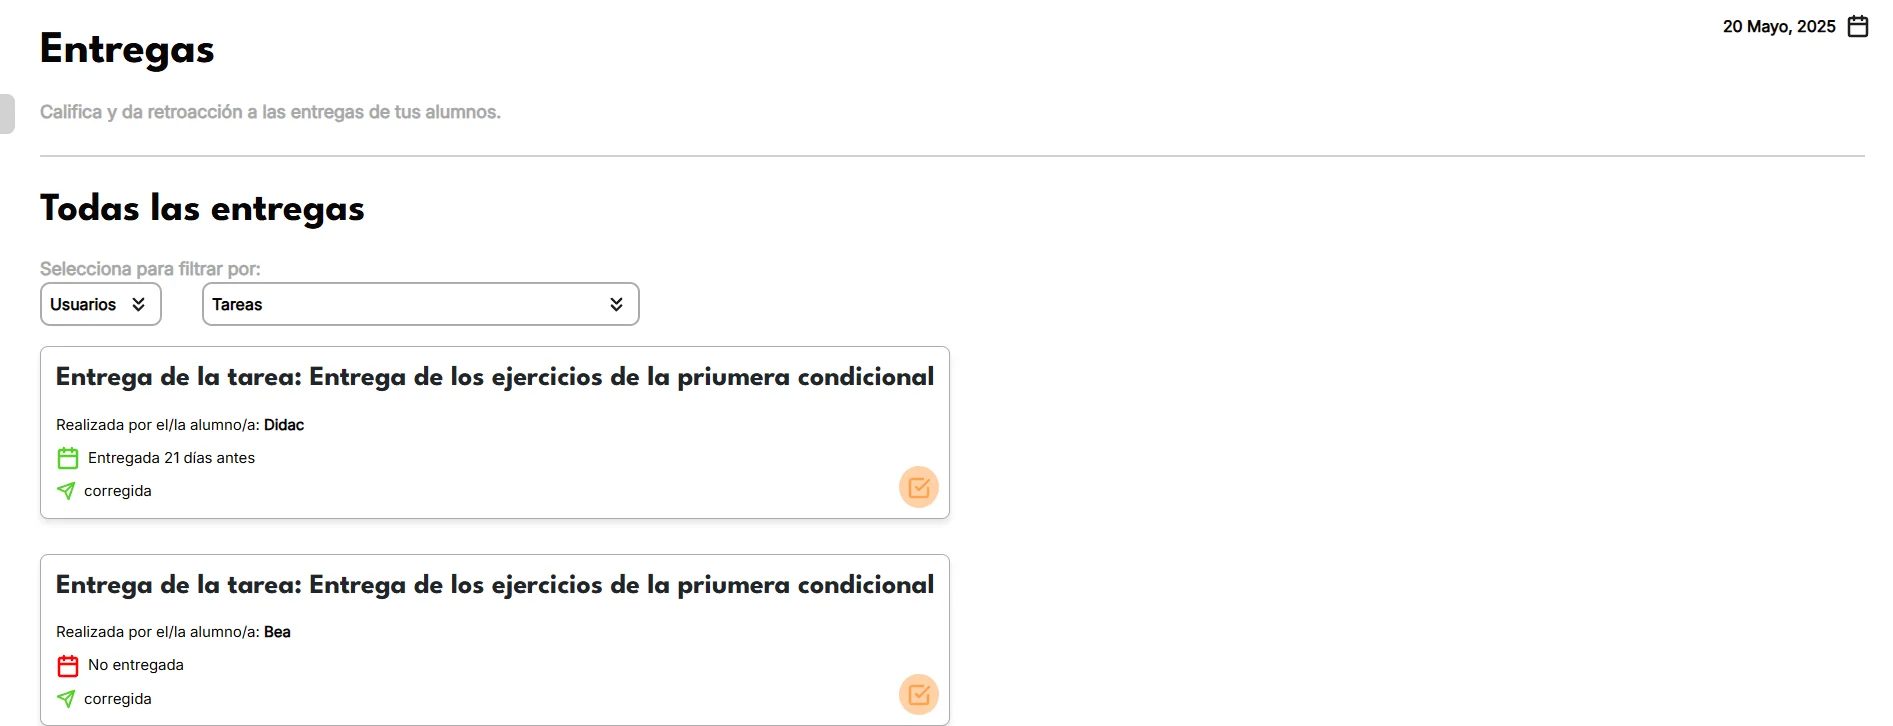 20 Mayo, 2025
Entregas
Califica y da retroacción a las entregas de tus alumnos.
Todas las entregas
Selecciona para filtrar por:
Usuarios
Tareas
Entrega de la tarea: Entrega de los ejercicios de la priumera condicional
Realizada por el/la alumno/a: Didac
Entregada 21 días antes
corregida
Entrega de la tarea: Entrega de los ejercicios de la priumera condicional
Realizada por el/la alumno/a: Bea
No entregada
corregida